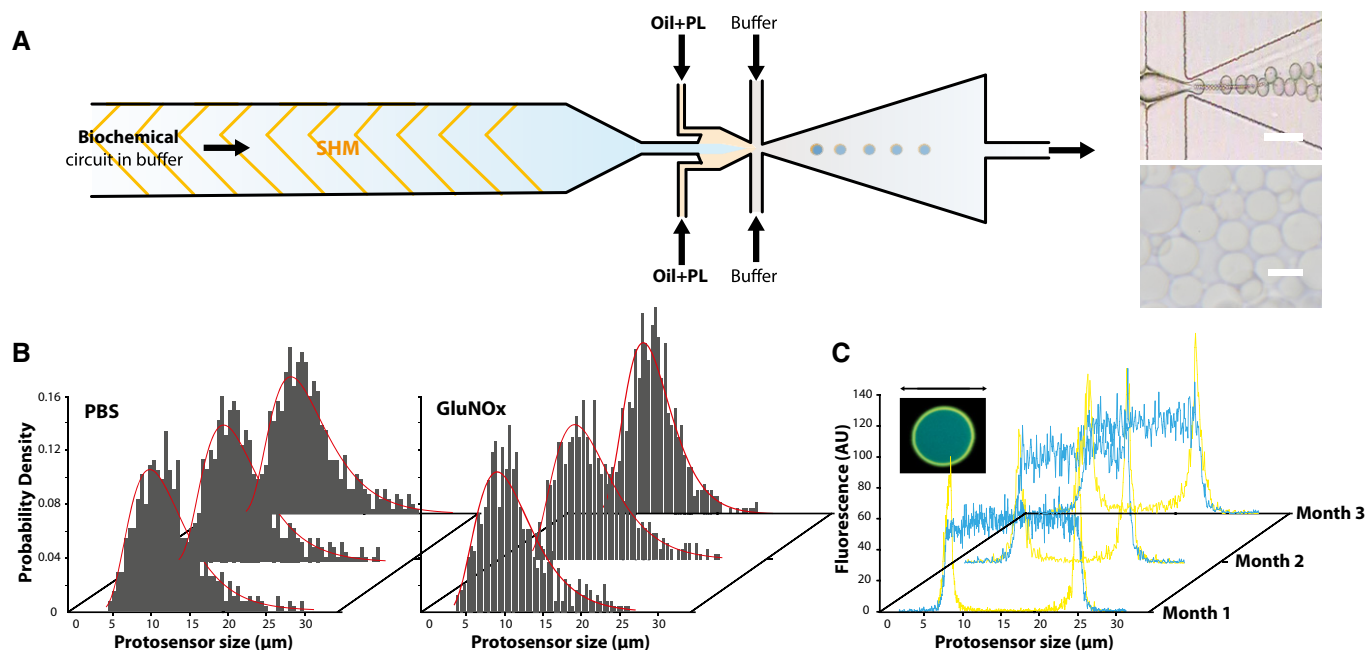 A
Oil+PL
Buffer
Biochemical
circuit in buffer
SHM
Oil+PL
Buffer
B
PBS
GluNOx
Probability Density
0.16
0.12
0.08
0.04
0
0 5 10 15 20 25 30
Protosensor size (µm)
0 5 10 15 20 25 30
Protosensor size (µm)
C
Fluorescence (AU)
140
120
100
80
60
40
20
0
0 5 10 15 20 25 30
Protosensor size (µm)
Month 3
Month 2
Month 1